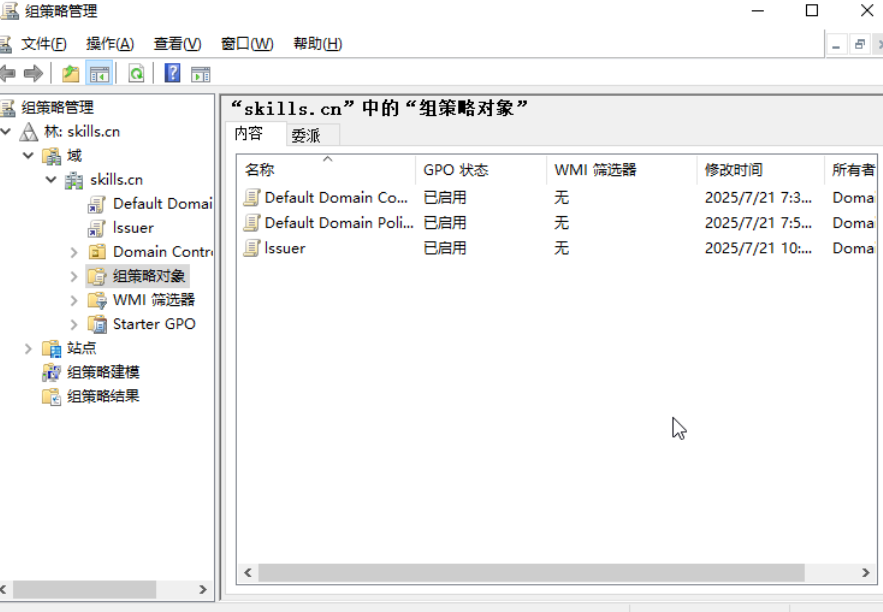 组策略管理
文件(F) 操作(A) 查看(V) 窗口(W) 帮助(H)
组策略管理
林: skills.cn
域
skills.cn
Default Domai
Issuer
Domain Contr
组策略对象
WMI 筛选器
Starter GPO
站点
组策略建模
组策略结果
“skills.cn”中的“组策略对象”
内容 委派
名称 GPO 状态 WMI 筛选器 修改时间 所有者
Default Domain Co... 已启用 无 2025/7/21 7:3... Doma
Default Domain Poli... 已启用 无 2025/7/21 7:5... Doma
Issuer 已启用 无 2025/7/21 10:... Doma